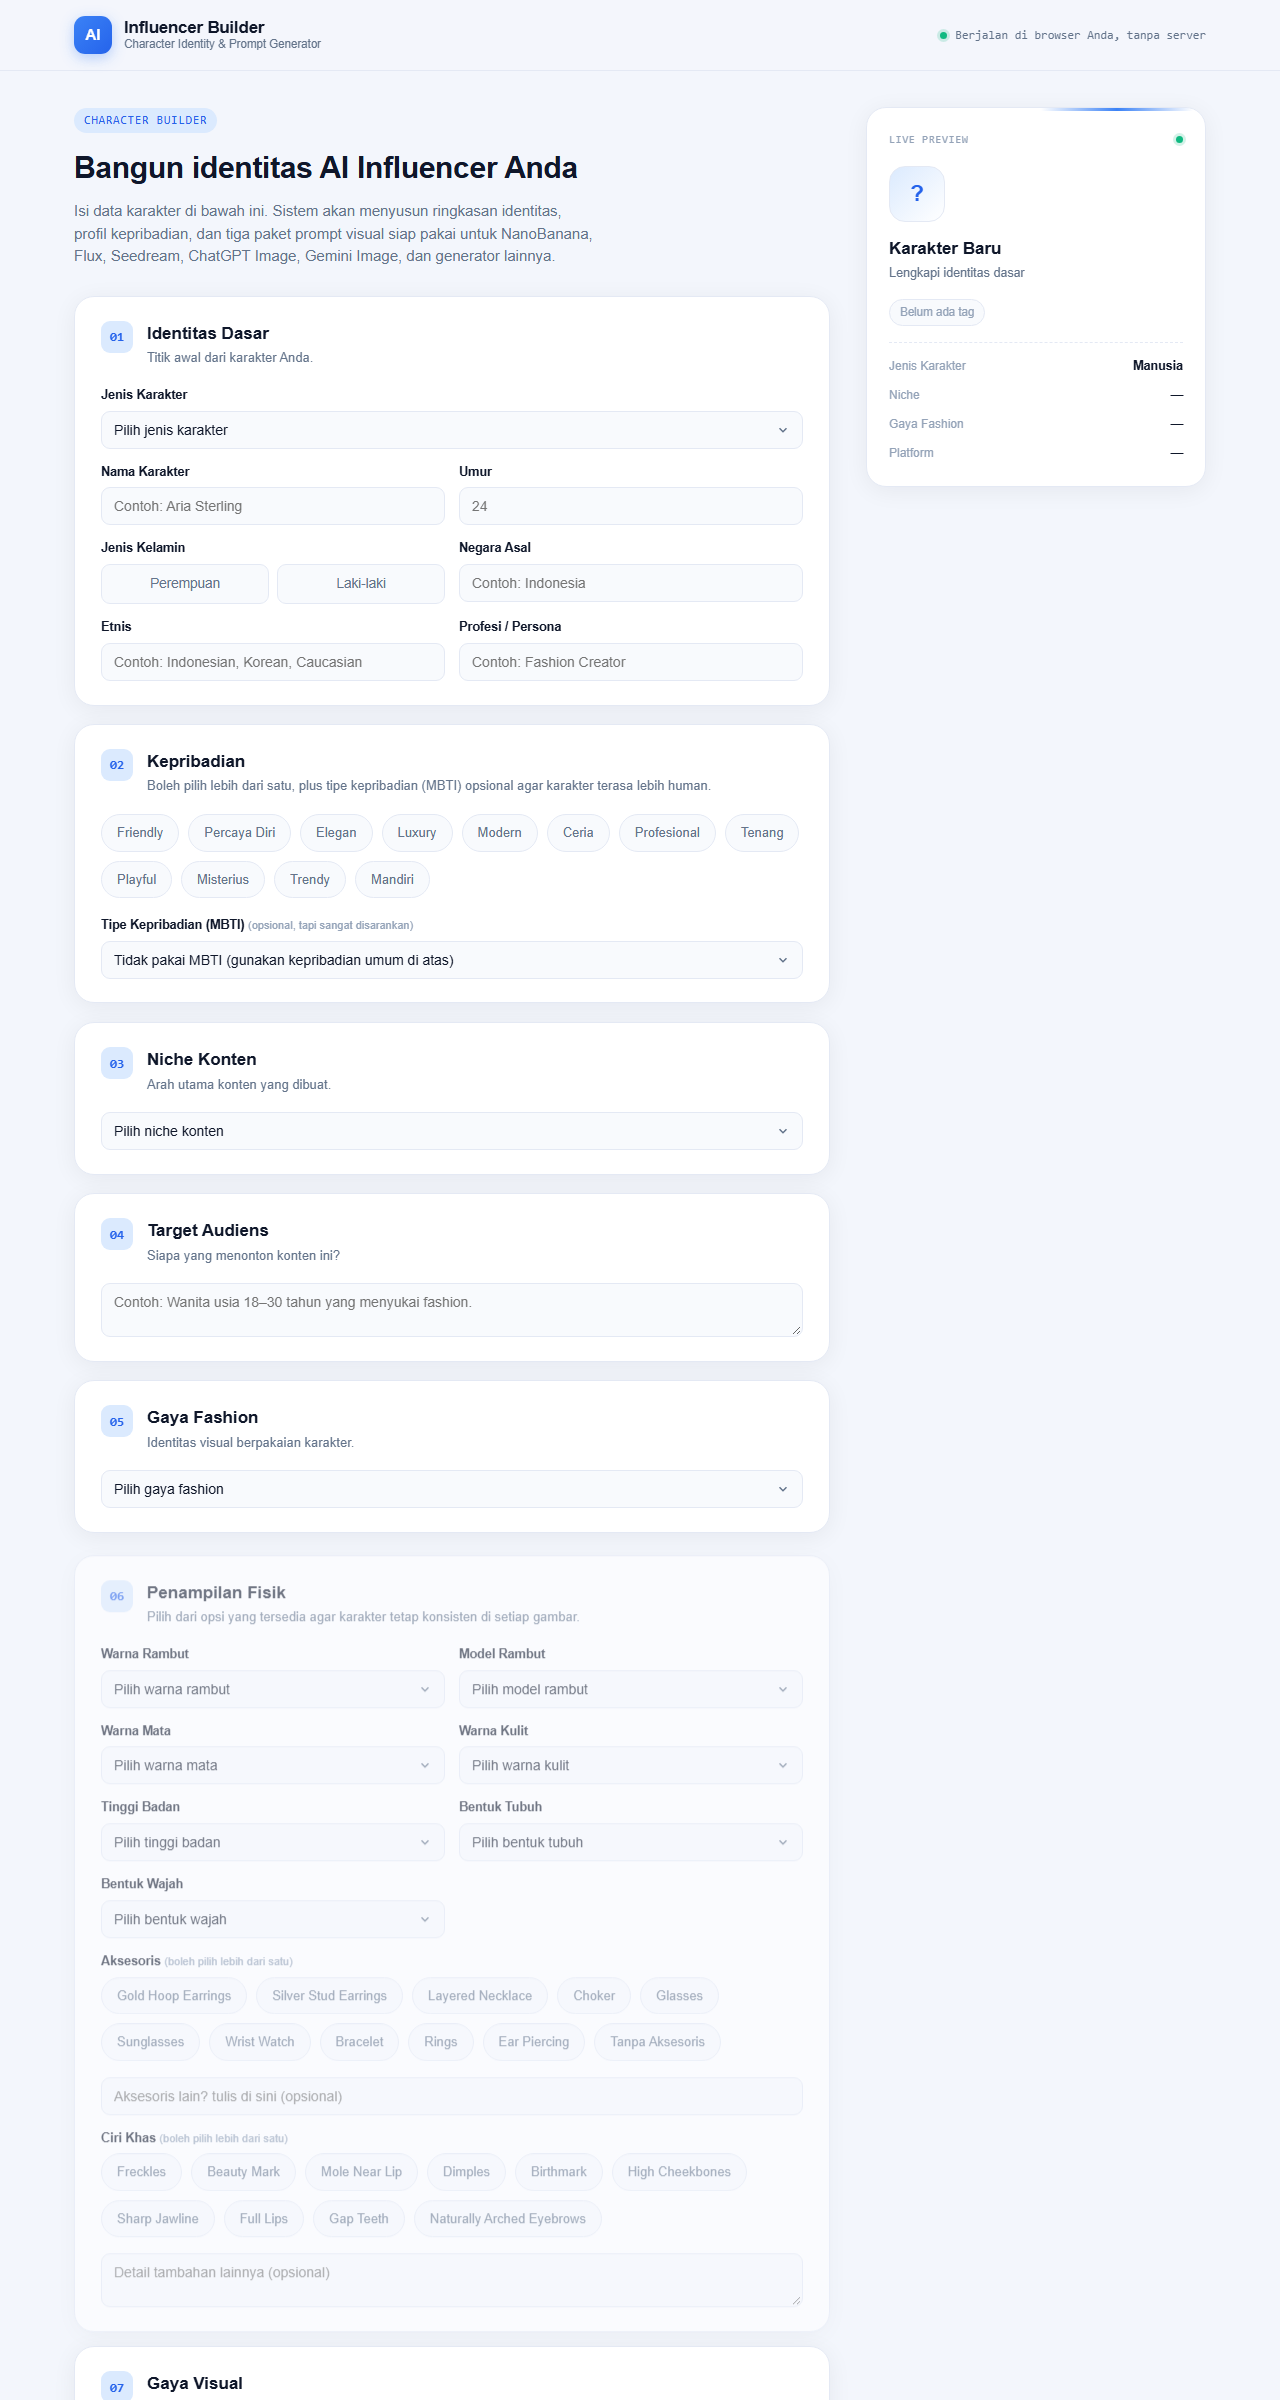 AI
Influencer Builder
Character Identity & Prompt Generator
Berjalan di browser Anda, tanpa server
CHARACTER BUILDER
Bangun identitas AI Influencer Anda
Isi data karakter di bawah ini. Sistem akan menyusun ringkasan identitas,
profil kepribadian, dan tiga paket prompt visual siap pakai untuk NanoBanana,
Flux, Seedream, ChatGPT Image, Gemini Image, dan generator lainnya.
01
Identitas Dasar
Titik awal dari karakter Anda.
Jenis Karakter
Pilih jenis karakter
Nama Karakter
Umur
Contoh: Aria Sterling
24
Jenis Kelamin
Negara Asal
Perempuan
Laki-laki
Contoh: Indonesia
Etnis
Profesi / Persona
Contoh: Indonesian, Korean, Caucasian
Contoh: Fashion Creator
02
Kepribadian
Boleh pilih lebih dari satu, plus tipe kepribadian (MBTI) opsional agar karakter terasa lebih human.
Friendly
Percaya Diri
Elegan
Luxury
Modern
Ceria
Profesional
Tenang
Playful
Misterius
Trendy
Mandiri
Tipe Kepribadian (MBTI) (opsional, tapi sangat disarankan)
Tidak pakai MBTI (gunakan kepribadian umum di atas)
03
Niche Konten
Arah utama konten yang dibuat.
Pilih niche konten
04
Target Audiens
Siapa yang menonton konten ini?
Contoh: Wanita usia 18–30 tahun yang menyukai fashion.
05
Gaya Fashion
Identitas visual berpakaian karakter.
Pilih gaya fashion
06
Penampilan Fisik
Pilih dari opsi yang tersedia agar karakter tetap konsisten di setiap gambar.
Warna Rambut
Model Rambut
Pilih warna rambut
Pilih model rambut
Warna Mata
Warna Kulit
Pilih warna mata
Pilih warna kulit
Tinggi Badan
Bentuk Tubuh
Pilih tinggi badan
Pilih bentuk tubuh
Bentuk Wajah
Pilih bentuk wajah
Aksesoris (boleh pilih lebih dari satu)
Gold Hoop Earrings
Silver Stud Earrings
Layered Necklace
Choker
Glasses
Sunglasses
Wrist Watch
Bracelet
Rings
Ear Piercing
Tanpa Aksesoris
Aksesoris lain? tulis di sini (opsional)
Ciri Khas (boleh pilih lebih dari satu)
Freckles
Beauty Mark
Mole Near Lip
Dimples
Birthmark
High Cheekbones
Sharp Jawline
Full Lips
Gap Teeth
Naturally Arched Eyebrows
Detail tambahan lainnya (opsional)
07
Gaya Visual
LIVE PREVIEW
?
Karakter Baru
Lengkapi identitas dasar
Belum ada tag
Jenis Karakter
Manusia
Niche
—
Gaya Fashion
—
Platform
—